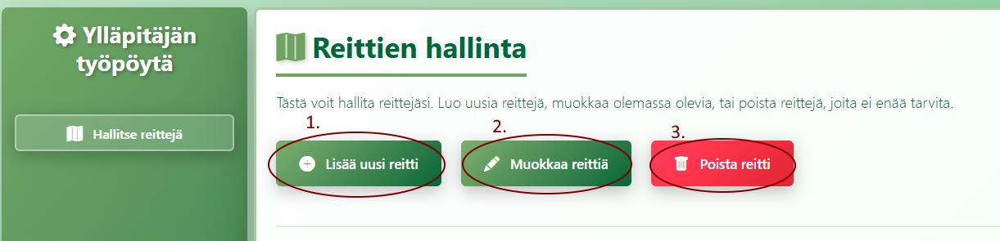 Ylläpitäjän
työpöytä
Hallitse reittejä
Reittien hallinta
Tästä voit hallita reittejäsi. Luo uusia reittejä, muokkaa olemassa olevia, tai poista reittejä, joita ei enää tarvita.
1. 2. 3.
Lisää uusi reitti Muokkaa reittiä Poista reitti